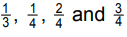 1/3, 1/4, 2/4 and 3/4